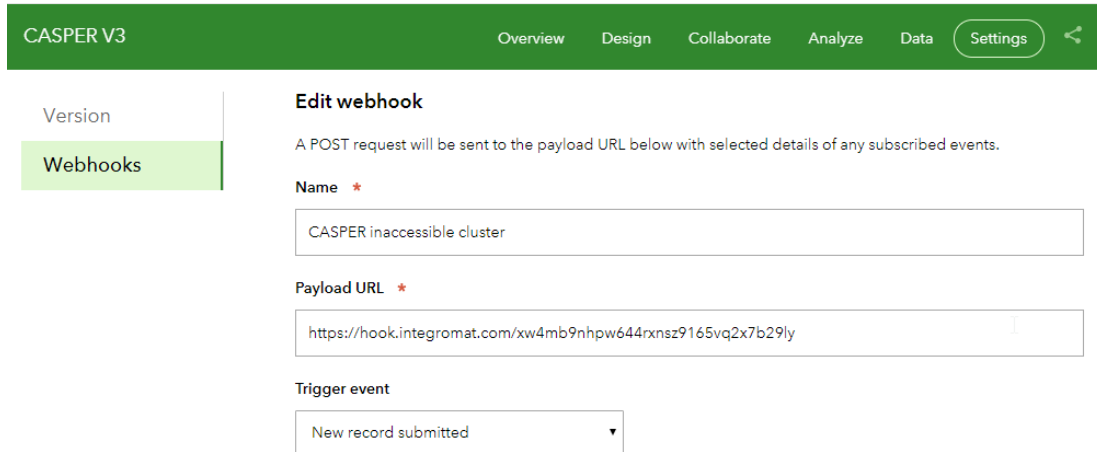 CASPER V3
Overview Design Collaborate Analyze Data Settings
Version
Webhooks
Edit webhook
A POST request will be sent to the payload URL below with selected details of any subscribed events.
Name *
CASPER inaccessible cluster
Payload URL *
https://hook.integromat.com/xw4mb9nhpw644rxnsz9165vq2x7b29ly
Trigger event
New record submitted